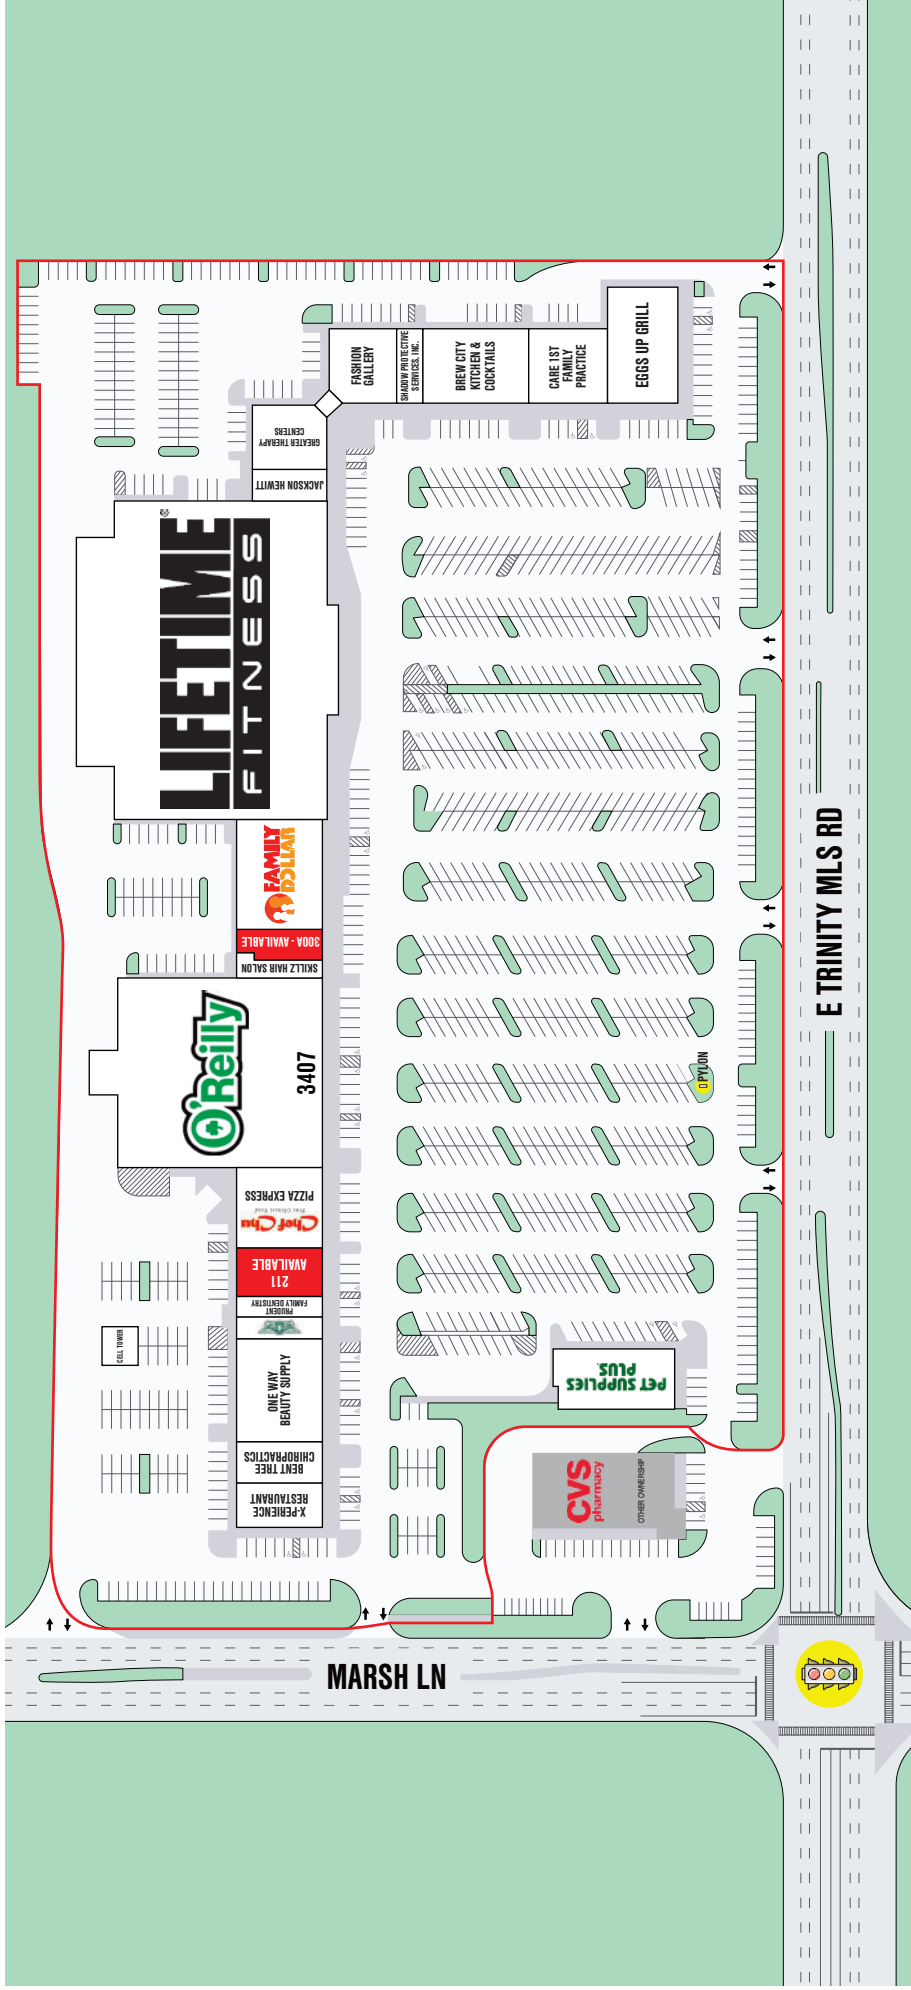 FASHION
GALLERY
SHADOW PROTECTIVE
SERVICES, INC.
BREW CITY
KITCHEN &
COCKTAILS
CARE 1ST
FAMILY
PRACTICE
EGGS UP GRILL
GREATER THERAPY
CENTERS
JACKSON HEWITT
LIFETIME
FITNESS
FAMILY
DOLLAR
300A - AVAILABLE
SKILLZ HAIR SALON
O'Reilly
3407
PIZZA EXPRESS
Chef Chu
211
AVAILABLE
PRUDENT
FAMILY DENTISTRY
ONE WAY
BEAUTY SUPPLY
BENT TREE
CHIROPRACTICS
X-PERIENCE
RESTAURANT
CELL TOWER
PYLON
PET SUPPLIES
PLUS.
CVS
pharmacy
OTHER OWNERSHIP
E TRINITY MLS RD
MARSH LN